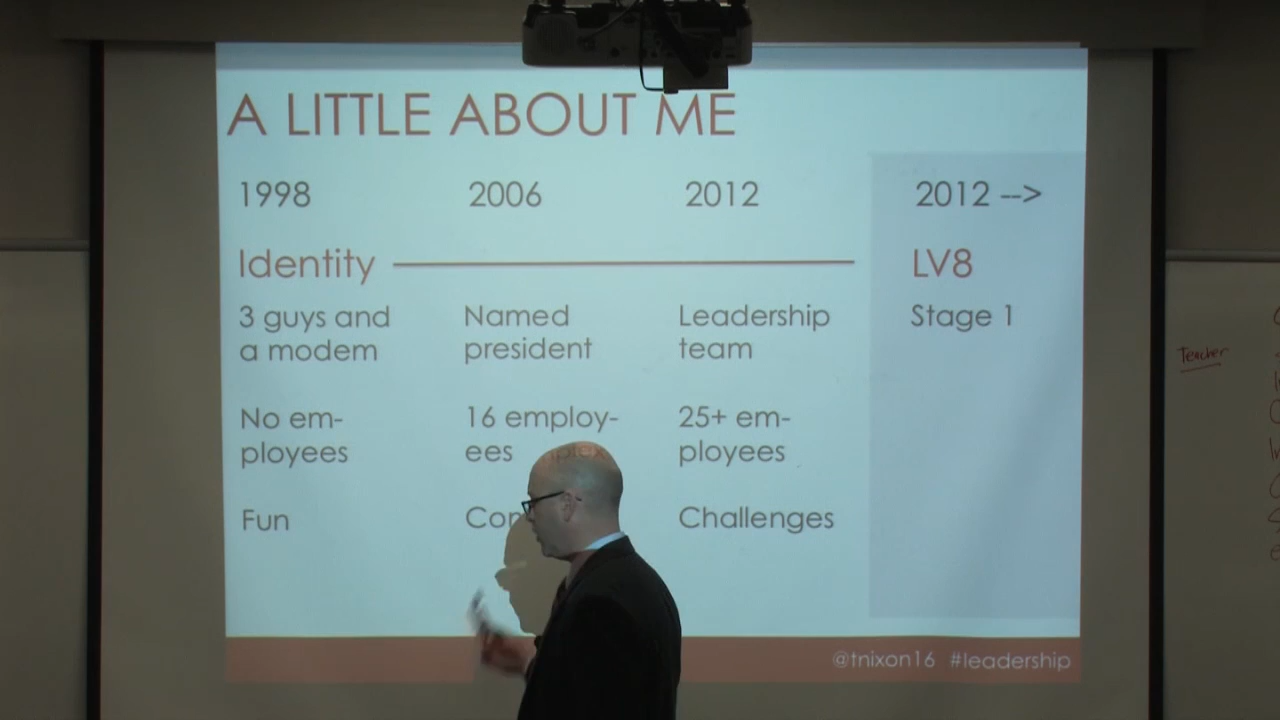 A LITTLE ABOUT ME
1998 2006 2012 2012 -->
Identity LV8
3 guys and Named Leadership Stage 1
a modem president team
No em- 16 employ- 25+ em-
ployees ees ployees
Fun Challenges
@tnixon16 #leadership
Teacher